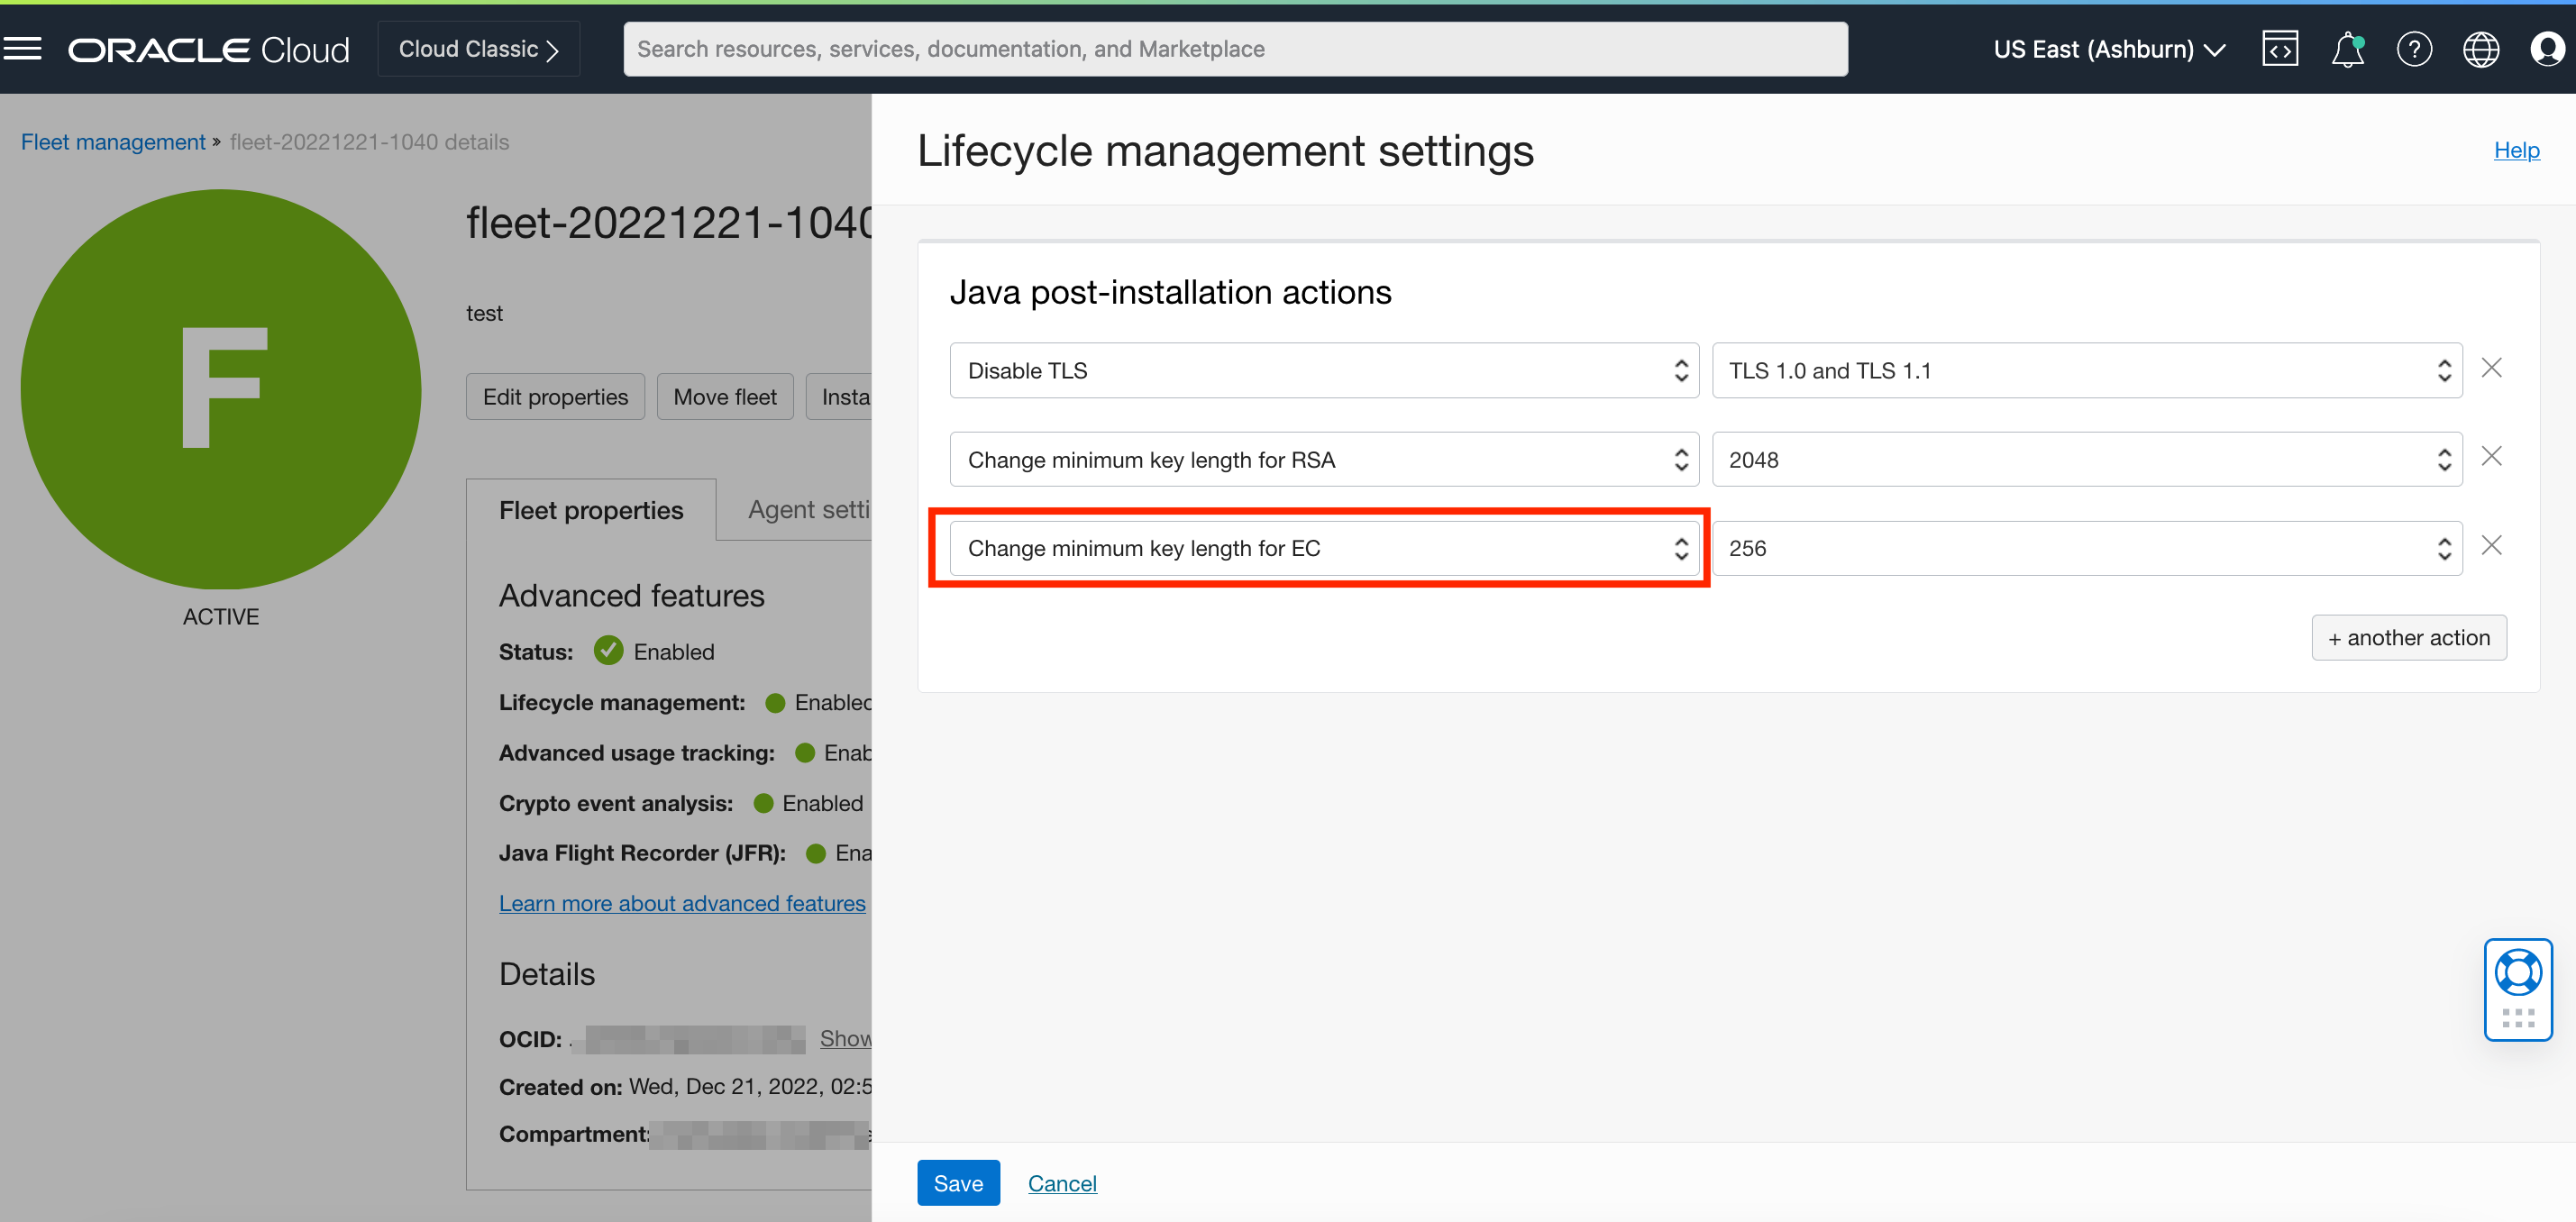 ORACLE Cloud
Cloud Classic
Search resources, services, documentation, and Marketplace
US East (Ashburn)
Fleet management » fleet-20221221-1040 details
F
ACTIVE
fleet-20221221-1040
test
Edit properties
Move fleet
Insta
Fleet properties
Agent setti
Advanced features
Status: Enabled
Lifecycle management: Enabled
Advanced usage tracking: Enab
Crypto event analysis: Enabled
Java Flight Recorder (JFR): Ena
Learn more about advanced features
Details
OCID: Show
Created on: Wed, Dec 21, 2022, 02:5
Compartment:
Lifecycle management settings
Help
Java post-installation actions
Disable TLS
TLS 1.0 and TLS 1.1
Change minimum key length for RSA
2048
Change minimum key length for EC
256
+ another action
Save
Cancel